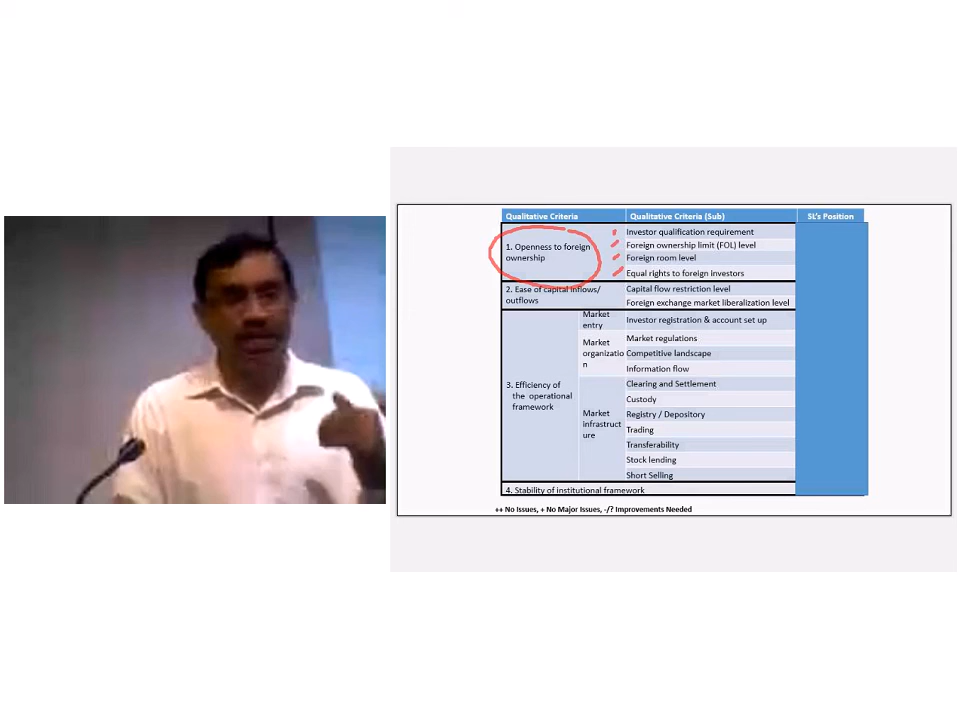 Qualitative Criteria Qualitative Criteria (Sub) SL's Position
1. Openness to foreign
ownership
Investor qualification requirement
Foreign ownership limit (FOL) level
Foreign room level
Equal rights to foreign investors
2. Ease of capital inflows/
outflows
Capital flow restriction level
Foreign exchange market liberalization level
3. Efficiency of
the operational
framework
Market
entry
Investor registration & account set up
Market
organizatio
n
Market regulations
Competitive landscape
Information flow
Market
infrastruct
ure
Clearing and Settlement
Custody
Registry / Depository
Trading
Transferability
Stock lending
Short Selling
4. Stability of institutional framework
++ No Issues, + No Major Issues, -/? Improvements Needed